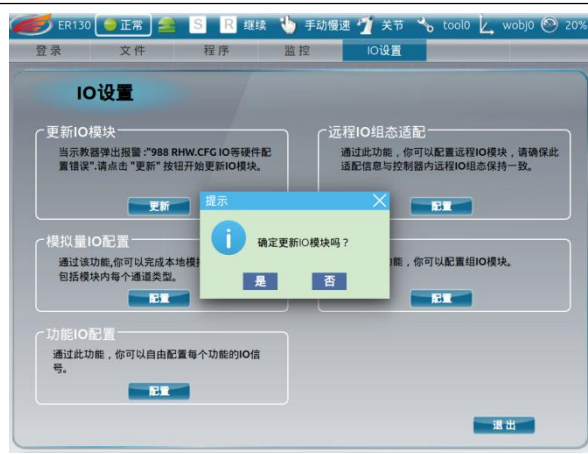 ER130 正常 S R 继续 手动慢速 关节 tool0 wobj0 20%
登录 文件 程序 监控 IO设置
IO设置
更新IO模块
当示教器弹出报警:"988 RHW.CFG IO等硬件配
置错误".请点击 "更新" 按钮开始更新IO模块。
更新
远程IO组态适配
通过此功能，你可以配置远程IO模块，请确保此
适配信息与控制器内远程IO组态保持一致。
配置
提示
确定更新IO模块吗？
是 否
模拟量IO配置
通过该功能,你可以完成本地模
包括模块内每个通道类型。
配置
能，你可以配置组IO模块。
配置
功能IO配置
通过此功能，你可以自由配置每个功能的IO信
号。
配置
退出